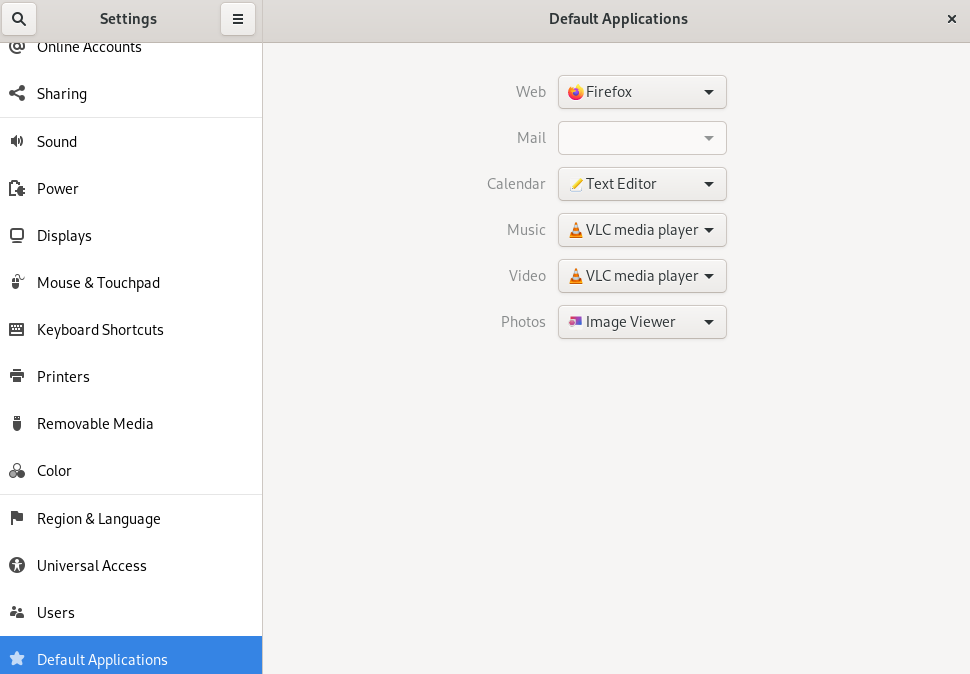 Settings
Default Applications
Online Accounts
Sharing
Sound
Power
Displays
Mouse & Touchpad
Keyboard Shortcuts
Printers
Removable Media
Color
Region & Language
Universal Access
Users
Default Applications
Web Firefox
Mail
Calendar Text Editor
Music VLC media player
Video VLC media player
Photos Image Viewer